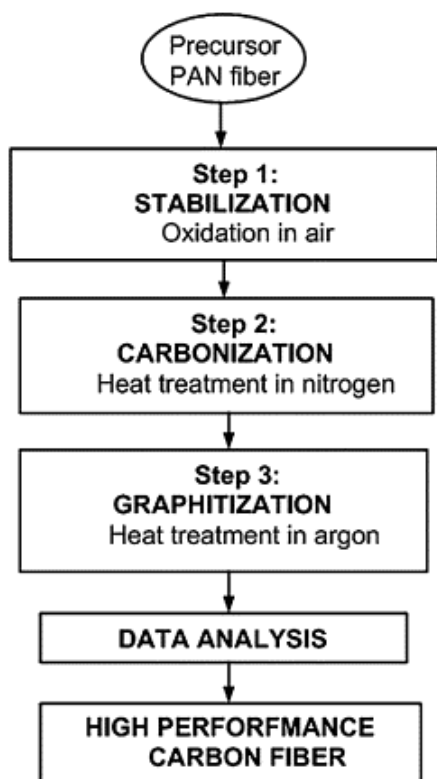 Precursor
PAN fiber
Step 1:
STABILIZATION
Oxidation in air
Step 2:
CARBONIZATION
Heat treatment in nitrogen
Step 3:
GRAPHITIZATION
Heat treatment in argon
DATA ANALYSIS
HIGH PERFORFMANCE
CARBON FIBER